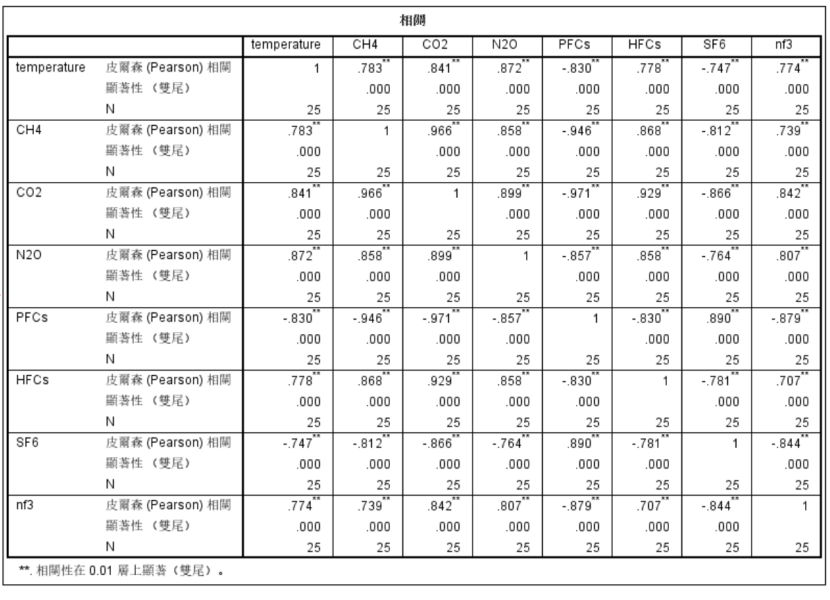 相關
temperature CH4 CO2 N2O PFCs HFCs SF6 nf3
temperature 皮爾森 (Pearson) 相關 1 .783** .841** .872** -.830** .778** -.747** .774**
顯著性 （雙尾） .000 .000 .000 .000 .000 .000 .000
N 25 25 25 25 25 25 25 25
CH4 皮爾森 (Pearson) 相關 .783** 1 .966** .858** -.946** .868** -.812** .739**
顯著性 （雙尾） .000 .000 .000 .000 .000 .000 .000
N 25 25 25 25 25 25 25 25
CO2 皮爾森 (Pearson) 相關 .841** .966** 1 .899** -.971** .929** -.866** .842**
顯著性 （雙尾） .000 .000 .000 .000 .000 .000 .000
N 25 25 25 25 25 25 25 25
N2O 皮爾森 (Pearson) 相關 .872** .858** .899** 1 -.857** .858** -.764** .807**
顯著性 （雙尾） .000 .000 .000 .000 .000 .000 .000
N 25 25 25 25 25 25 25 25
PFCs 皮爾森 (Pearson) 相關 -.830** -.946** -.971** -.857** 1 -.830** .890** -.879**
顯著性 （雙尾） .000 .000 .000 .000 .000 .000 .000
N 25 25 25 25 25 25 25 25
HFCs 皮爾森 (Pearson) 相關 .778** .868** .929** .858** -.830** 1 -.781** .707**
顯著性 （雙尾） .000 .000 .000 .000 .000 .000 .000
N 25 25 25 25 25 25 25 25
SF6 皮爾森 (Pearson) 相關 -.747** -.812** -.866** -.764** .890** -.781** 1 -.844**
顯著性 （雙尾） .000 .000 .000 .000 .000 .000 .000
N 25 25 25 25 25 25 25 25
nf3 皮爾森 (Pearson) 相關 .774** .739** .842** .807** -.879** .707** -.844** 1
顯著性 （雙尾） .000 .000 .000 .000 .000 .000 .000
N 25 25 25 25 25 25 25 25
**. 相關性在 0.01 層上顯著（雙尾）。